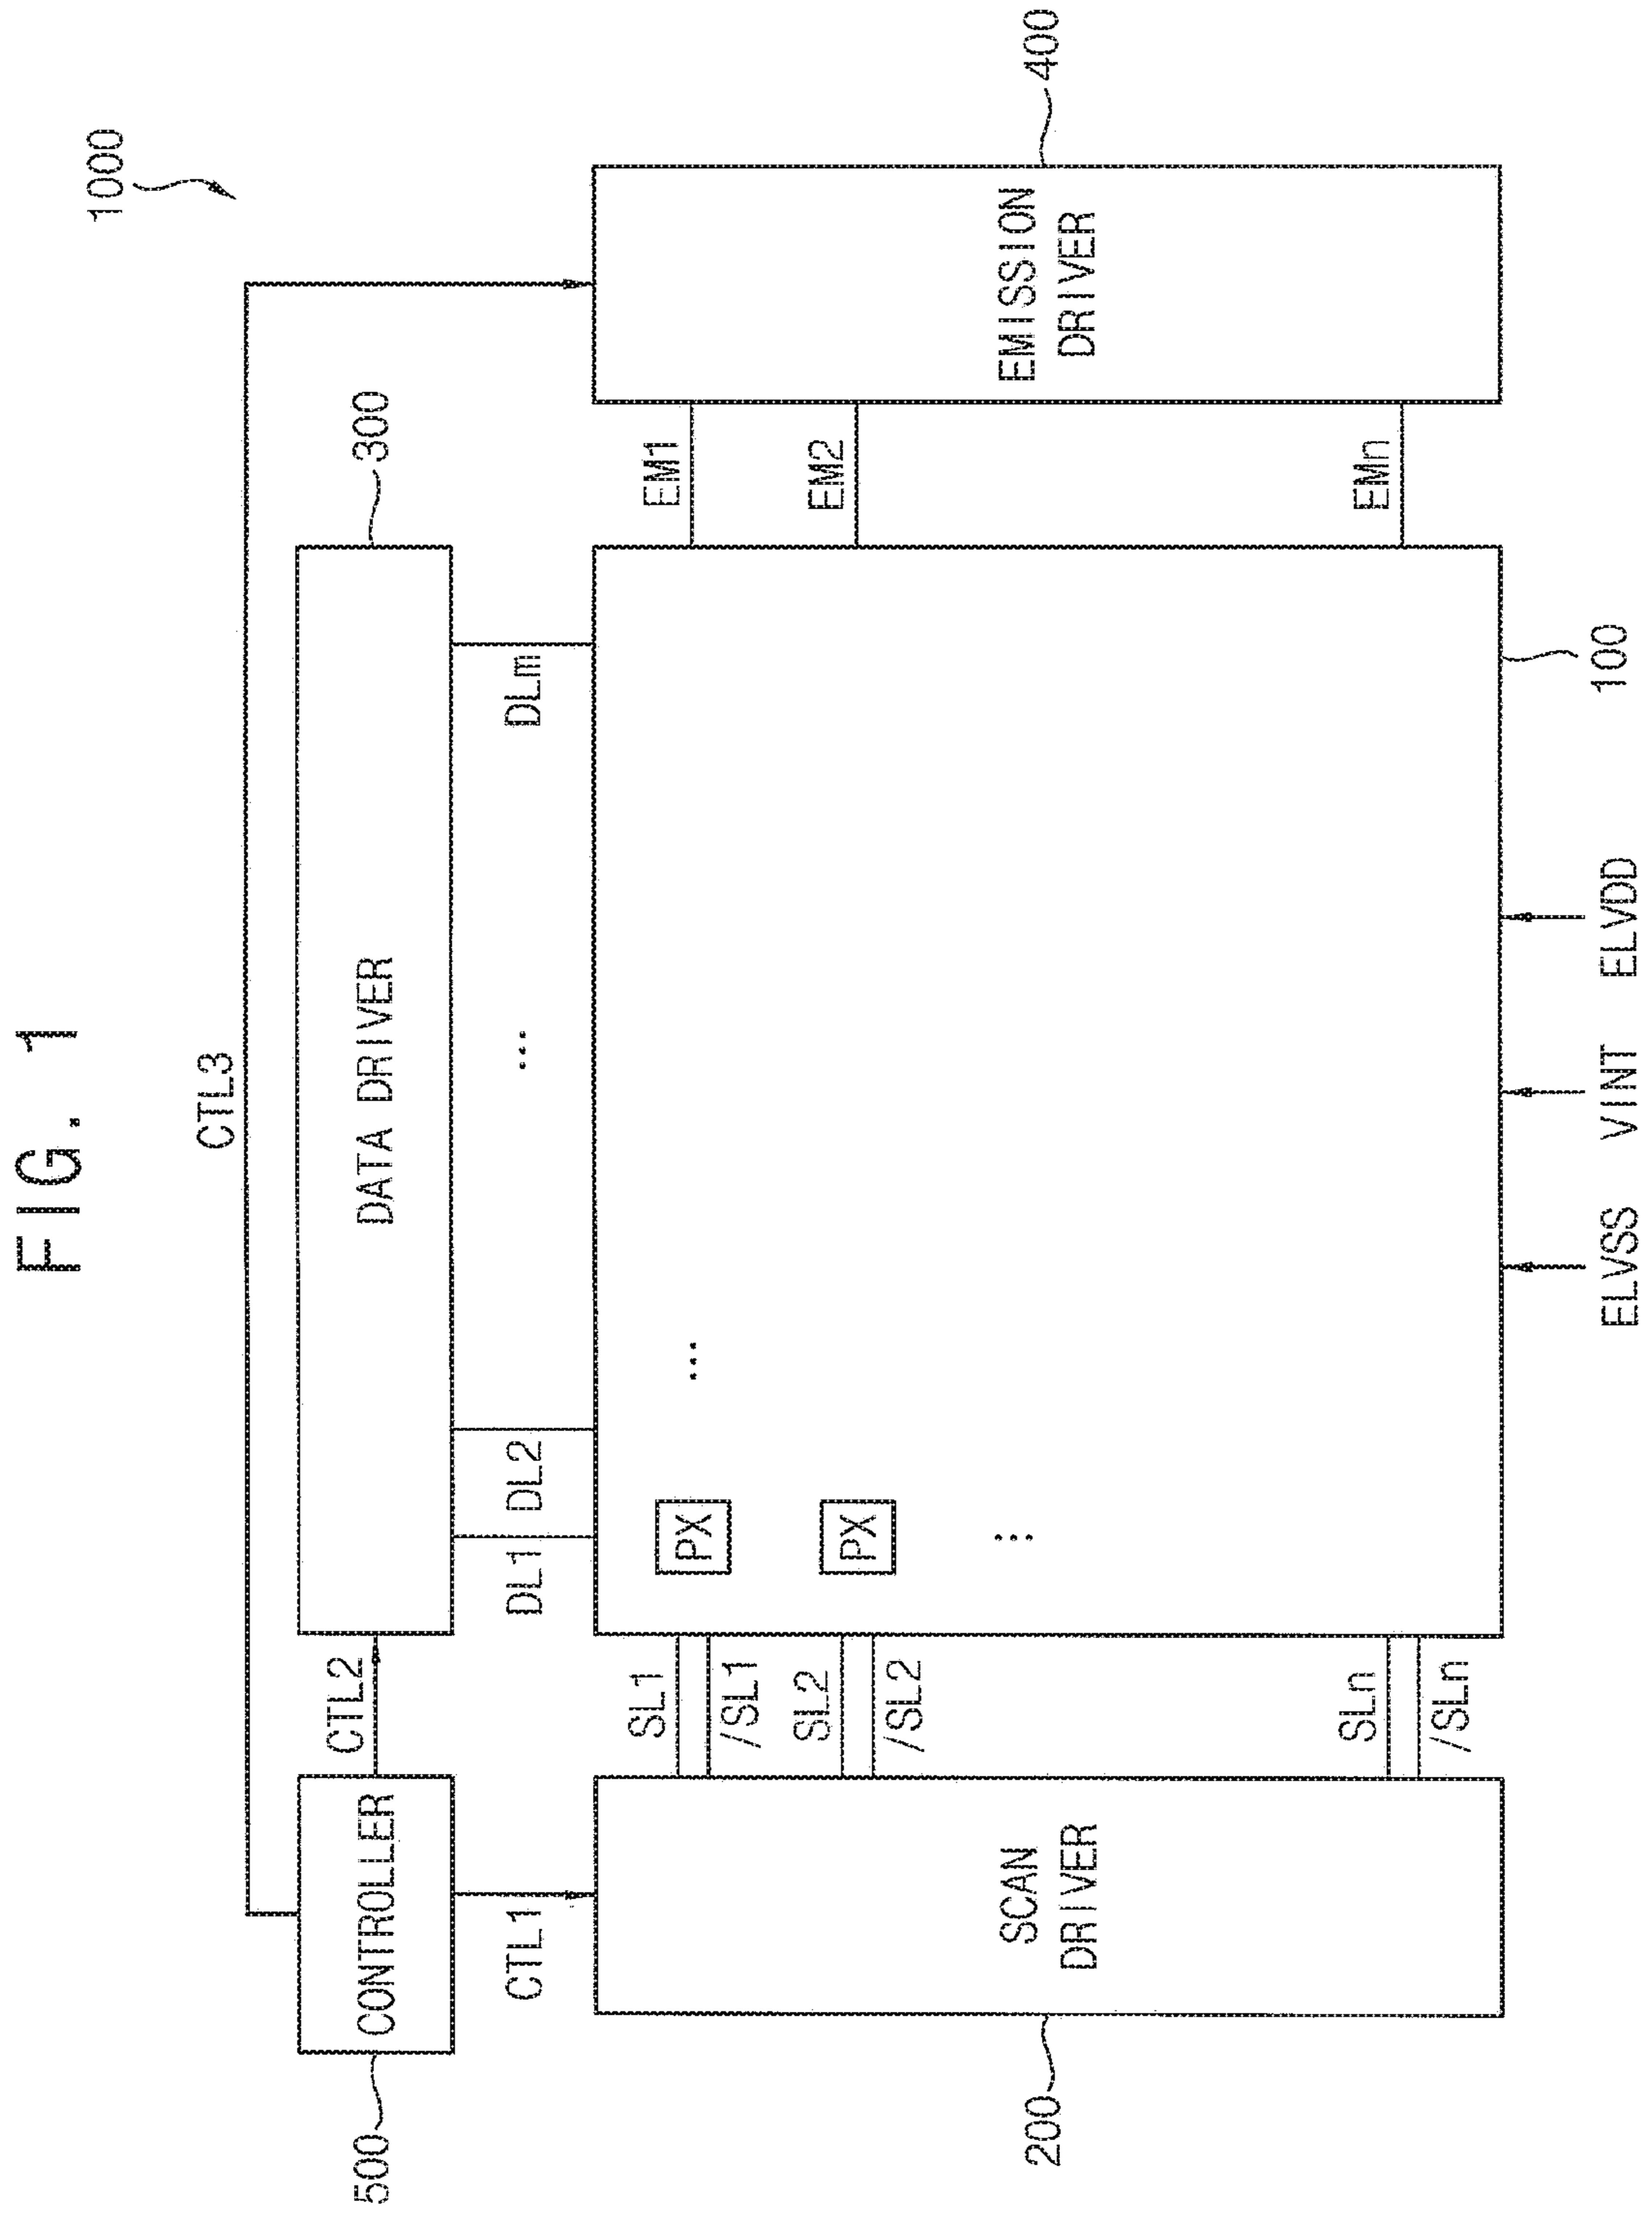 FIG. 1
1000
CTL3
500
CONTROLLER
CTL2
DATA DRIVER
300
CTL1
DL1
DL2
...
DLm
SL1
/SL1
PX
...
EM1
SL2
/SL2
PX
EM2
200
SCAN
DRIVER
...
EMISSION
DRIVER
400
SLn
/SLn
EMn
ELVSS
VINT
ELVDD
100